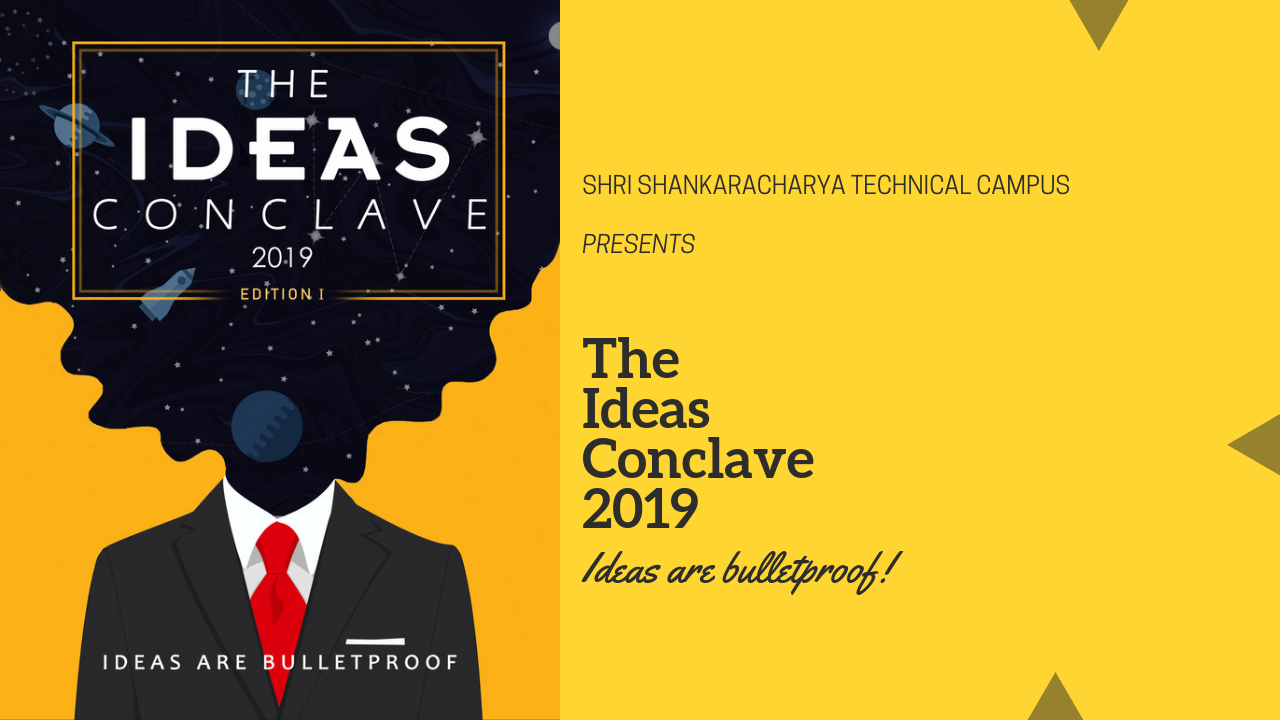 THE
IDEAS
CONCLAVE
2019
EDITION I
IDEAS ARE BULLETPROOF
SHRI SHANKARACHARYA TECHNICAL CAMPUS
PRESENTS
The
Ideas
Conclave
2019
Ideas are bulletproof!